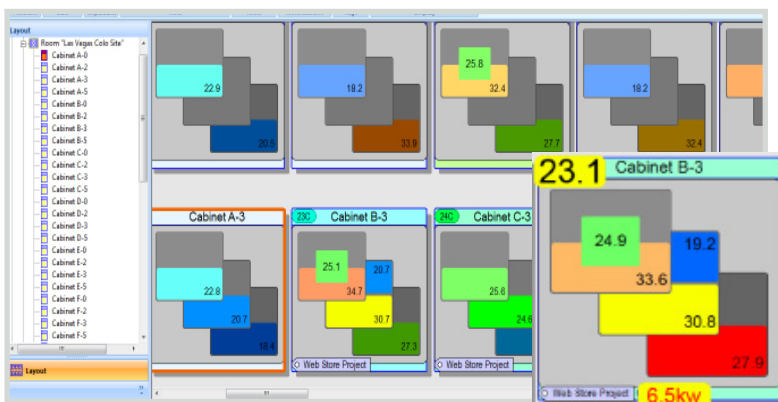 Layout
Room "Las Vegas Colo Site"
Cabinet A-0
Cabinet A-2
Cabinet A-3
Cabinet A-5
Cabinet B-0
Cabinet B-2
Cabinet B-3
Cabinet B-5
Cabinet C-0
Cabinet C-2
Cabinet C-3
Cabinet C-5
Cabinet D-0
Cabinet D-2
Cabinet D-3
Cabinet D-5
Cabinet E-0
Cabinet E-2
Cabinet E-3
Cabinet E-5
Cabinet F-0
Cabinet F-2
Cabinet F-3
Cabinet F-5
Layout
22.9
20.5
18.2
33.9
25.8
32.4
27.7
18.2
32.4
Cabinet A-3
22.8
20.7
18.4
23C Cabinet B-3
25.1
20.7
34.7
30.7
27.3
Web Store Project
24C Cabinet C-3
25.6
24.6
Web Store Project
23.1 Cabinet B-3
24.9
19.2
33.6
30.8
27.9
Web Store Project
6.5kw